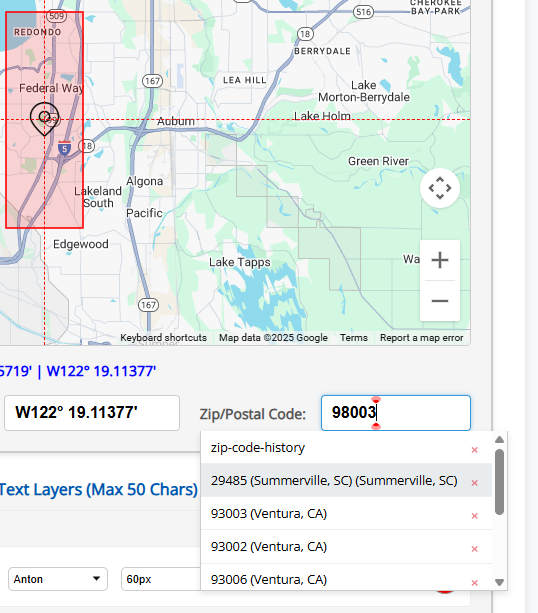 509
REDONDO
Federal Way
99
5
18
167
Auburn
LEA HILL
18
BERRYDALE
516
CHEROKEE
BAY-PARK
Lake
Morton-Berrydale
Lake Holm
Green River
Algona
Lakeland
South
Pacific
Edgewood
Lake Tapps
Wa
167
Sumner
Keyboard shortcuts
Map data ©2025 Google
Terms
Report a map error
5719' | W122° 19.11377'
W122° 19.11377'
Zip/Postal Code:
98003
zip-code-history ×
29485 (Summerville, SC) (Summerville, SC) ×
93003 (Ventura, CA) ×
93002 (Ventura, CA) ×
93006 (Ventura, CA) ×
Text Layers (Max 50 Chars)
Anton
60px